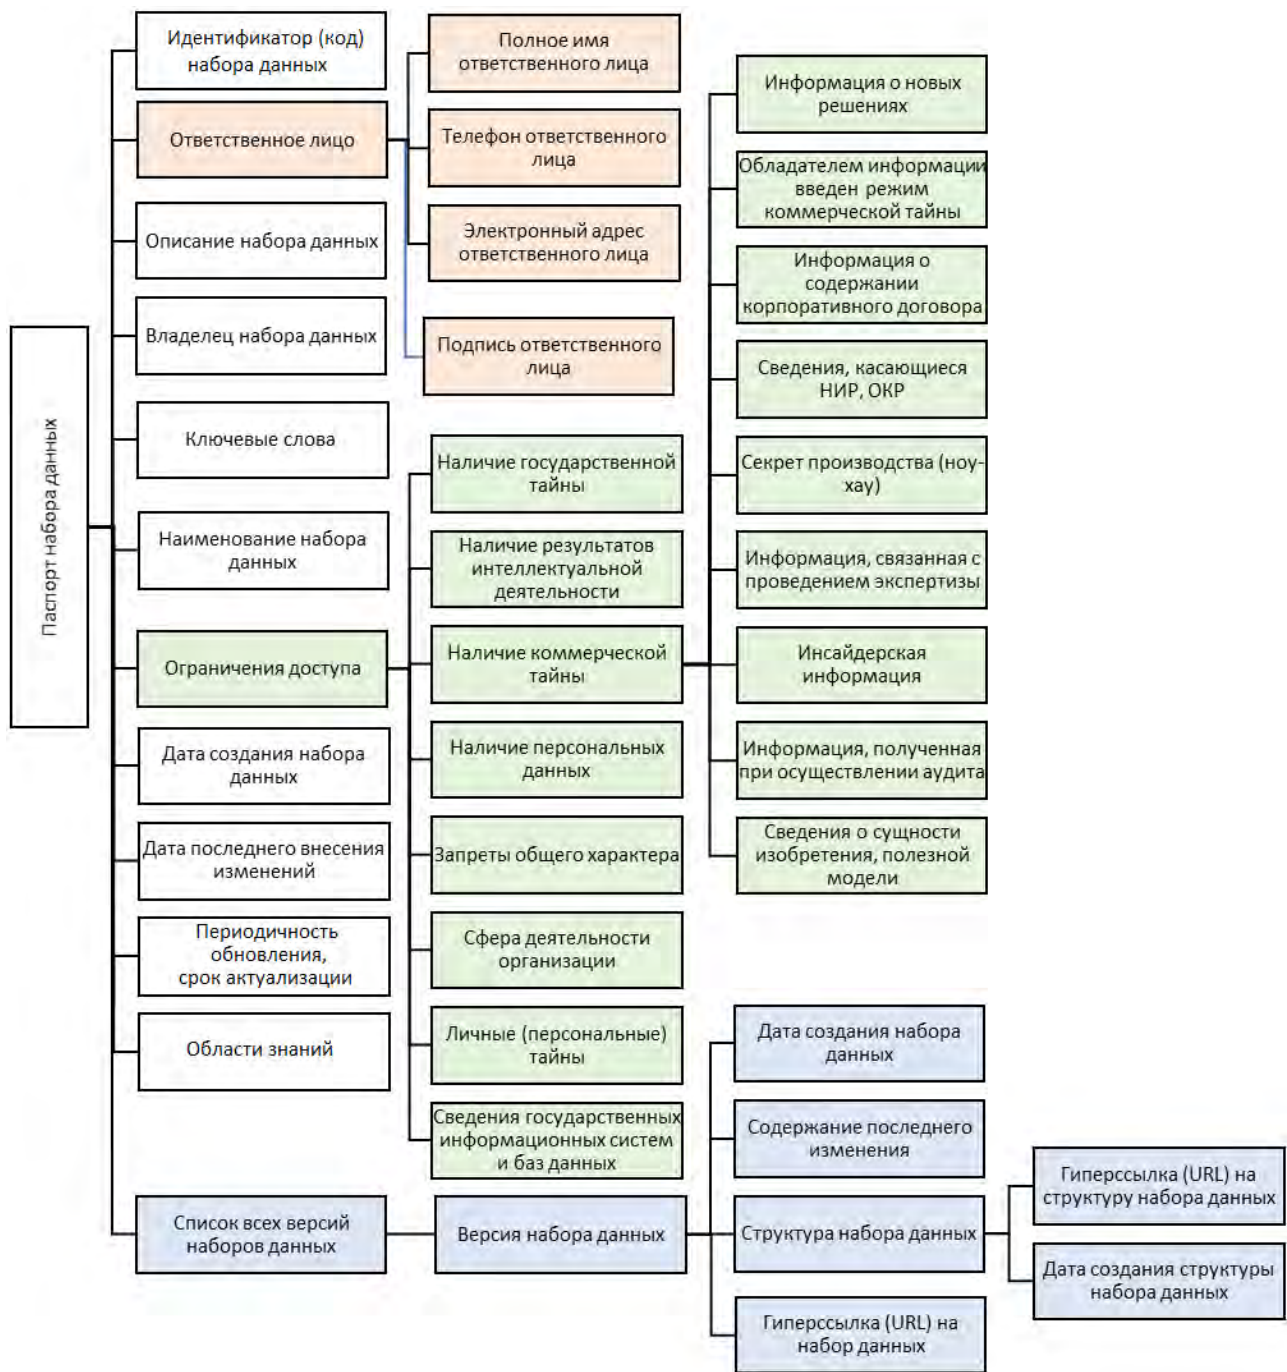 Паспорт набора данных
Идентификатор (код)
набора данных
Ответственное лицо
Описание набора данных
Владелец набора данных
Ключевые слова
Наименование набора
данных
Ограничения доступа
Дата создания набора
данных
Дата последнего внесения
изменений
Периодичность
обновления,
срок актуализации
Области знаний
Список всех версий
наборов данных
Полное имя
ответственного лица
Телефон ответственного
лица
Электронный адрес
ответственного лица
Подпись ответственного
лица
Наличие государственной
тайны
Наличие результатов
интеллектуальной
деятельности
Наличие коммерческой
тайны
Наличие персональных
данных
Запреты общего характера
Сфера деятельности
организации
Личные (персональные)
тайны
Сведения государственных
информационных систем
и баз данных
Версия набора данных
Информация о новых
решениях
Обладателем информации
введен режим
коммерческой тайны
Информация о
содержании
корпоративного договора
Сведения, касающиеся
НИР, ОКР
Секрет производства (ноу-
хау)
Информация, связанная с
проведением экспертизы
Инсайдерская
информация
Информация, полученная
при осуществлении аудита
Сведения о сущности
изобретения, полезной
модели
Дата создания набора
данных
Содержание последнего
изменения
Структура набора данных
Гиперссылка (URL) на
набор данных
Гиперссылка (URL) на
структуру набора данных
Дата создания структуры
набора данных